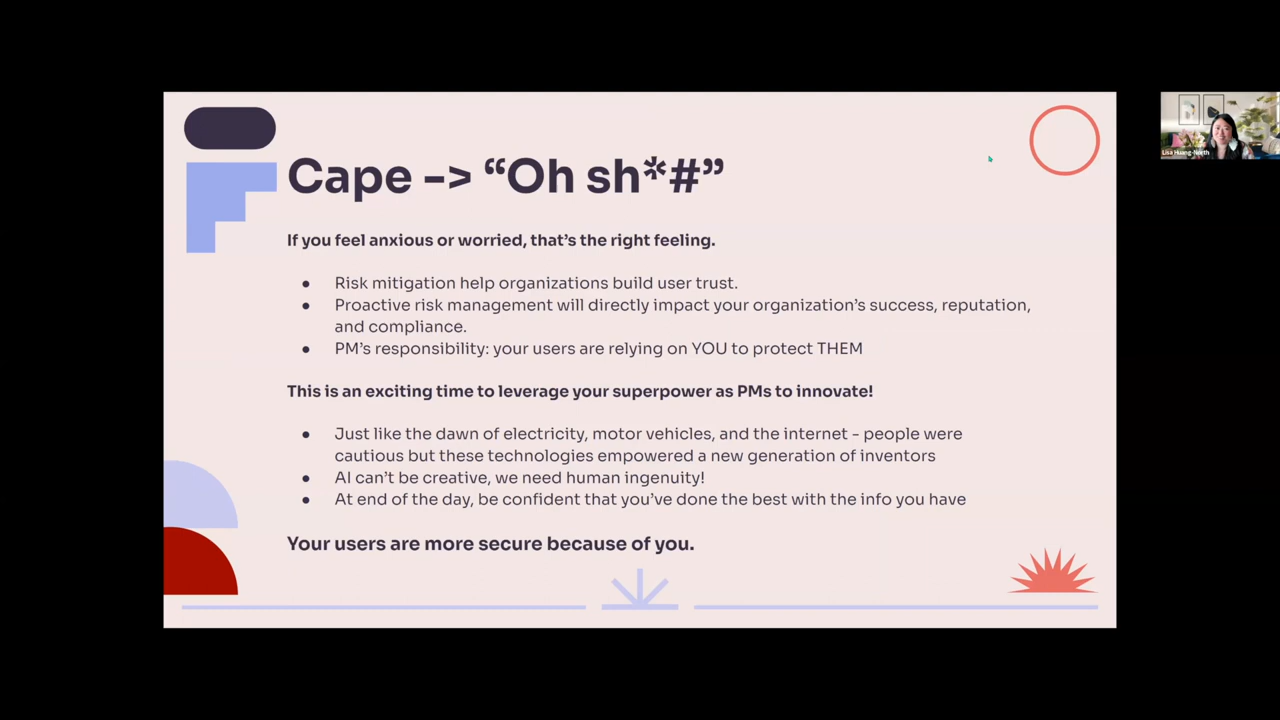 Cape -> “Oh sh*#”
If you feel anxious or worried, that’s the right feeling.
● Risk mitigation help organizations build user trust.
● Proactive risk management will directly impact your organization’s success, reputation,
and compliance.
● PM’s responsibility: your users are relying on YOU to protect THEM
This is an exciting time to leverage your superpower as PMs to innovate!
● Just like the dawn of electricity, motor vehicles, and the internet - people were
cautious but these technologies empowered a new generation of inventors
● AI can’t be creative, we need human ingenuity!
● At end of the day, be confident that you’ve done the best with the info you have
Your users are more secure because of you.
Lisa Huang-North